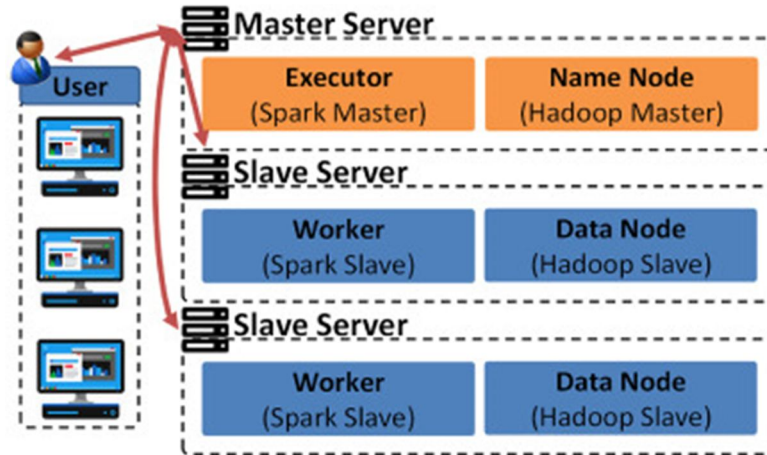 Master Server
User
Executor
(Spark Master)
Name Node
(Hadoop Master)
Slave Server
Worker
(Spark Slave)
Data Node
(Hadoop Slave)
Slave Server
Worker
(Spark Slave)
Data Node
(Hadoop Slave)